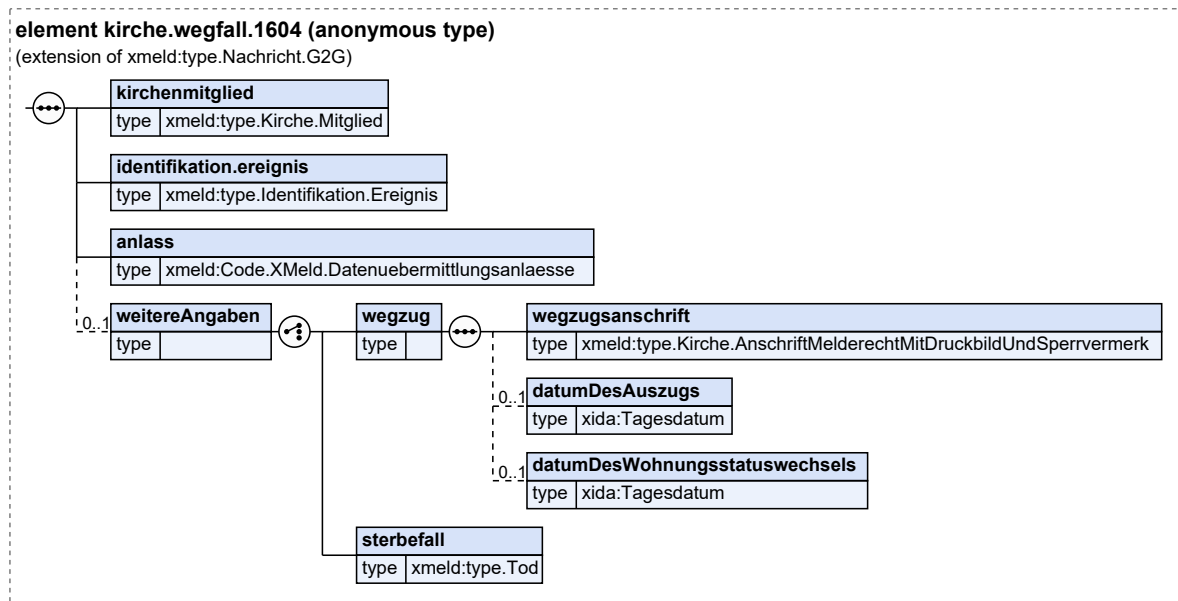 element kirche.wegfall.1604 (anonymous type)
(extension of xmeld:type.Nachricht.G2G)
kirchenmitglied
type xmeld:type.Kirche.Mitglied
identifikation.ereignis
type xmeld:type.Identifikation.Ereignis
anlass
type xmeld:Code.XMeld.Datenuebermittlungsanlaesse
0..1 weitereAngaben
type
wegzug
type
wegzugsanschrift
type xmeld:type.Kirche.AnschriftMelderechtMitDruckbildUndSperrvermerk
0..1 datumDesAuszugs
type xida:Tagesdatum
0..1 datumDesWohnungsstatuswechsels
type xida:Tagesdatum
sterbefall
type xmeld:type.Tod